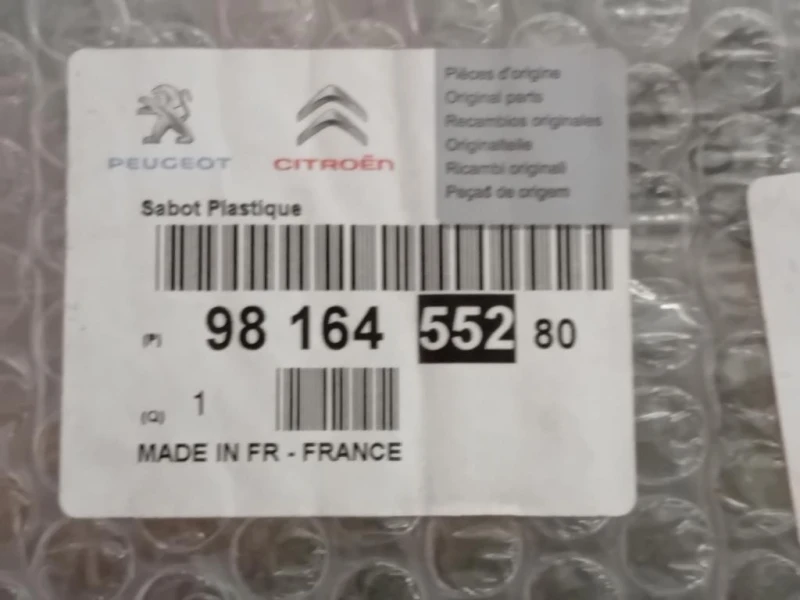 PEUGEOT
CITROËN
Pièces d'origine
Original parts
Recambios originales
Originalteile
Ricambi originali
Peças de origem
Sabot Plastique
(P) 98 164 552 80
(Q) 1
MADE IN FR - FRANCE